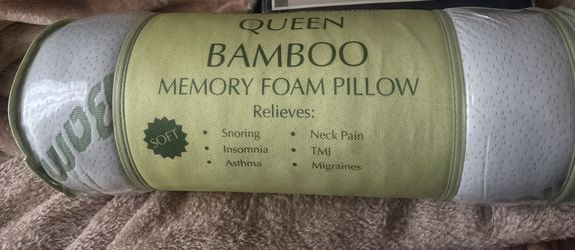 QUEEN
BAMBOO
MEMORY FOAM PILLOW
Relieves:
SOFT
• Snoring
• Insomnia
• Asthma
• Neck Pain
• TMJ
• Migraines